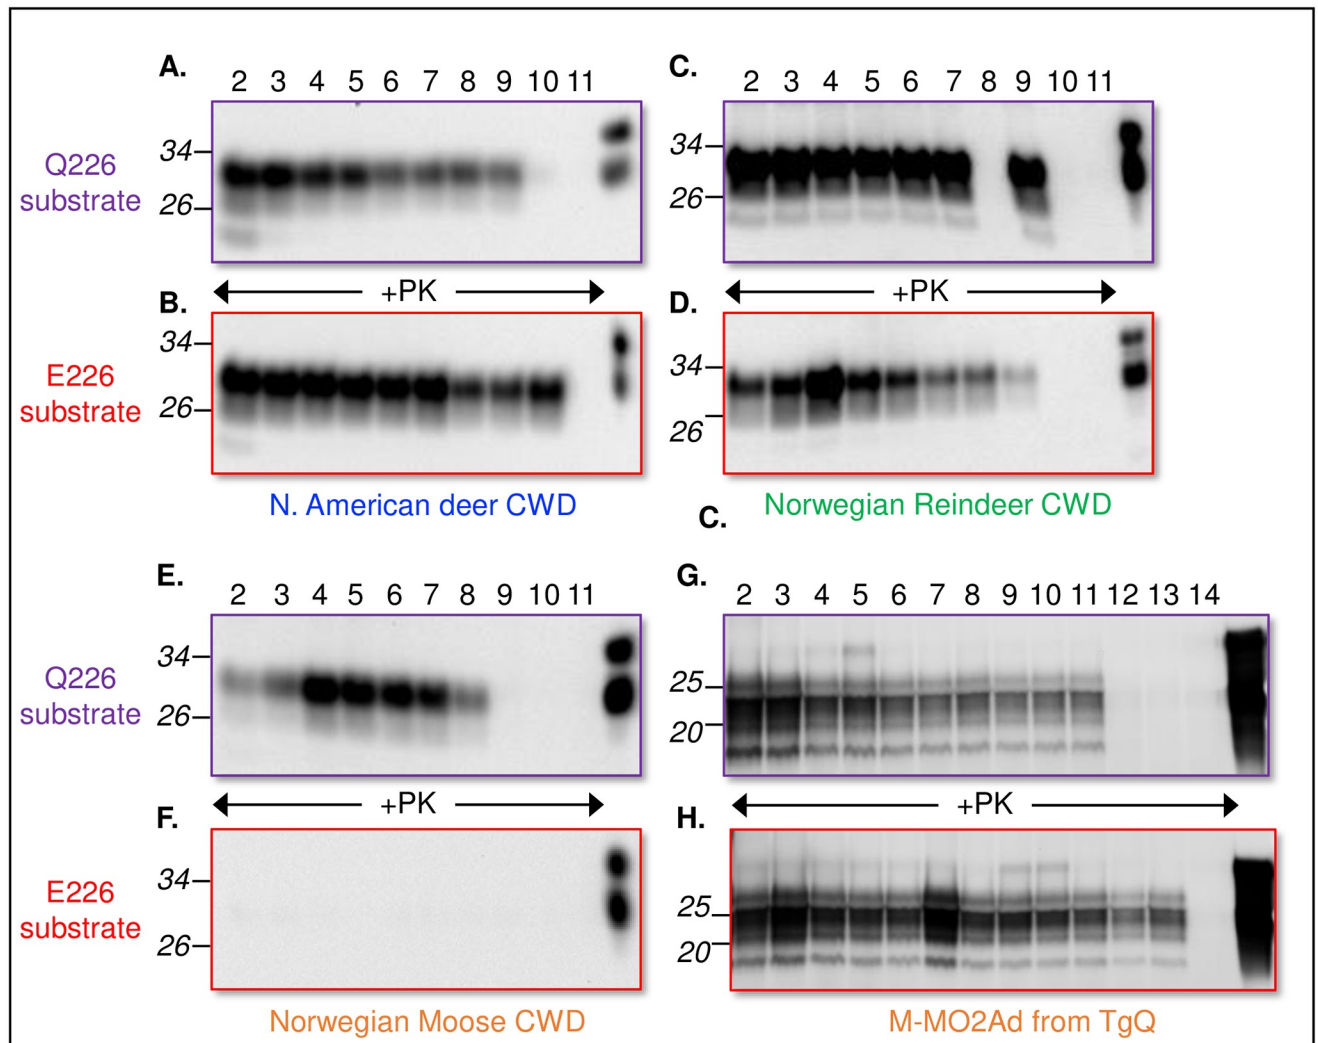 A.
2 3 4 5 6 7 8 9 10 11
C.
2 3 4 5 6 7 8 9 10 11
Q226
substrate
34
26
34
26
+PK
+PK
B.
D.
E226
substrate
34
26
34
26
N. American deer CWD
Norwegian Reindeer CWD
C.
E.
2 3 4 5 6 7 8 9 10 11
G.
2 3 4 5 6 7 8 9 10 11 12 13 14
Q226
substrate
34
26
25
20
+PK
+PK
F.
H.
E226
substrate
34
26
25
20
Norwegian Moose CWD
M-MO2Ad from TgQ